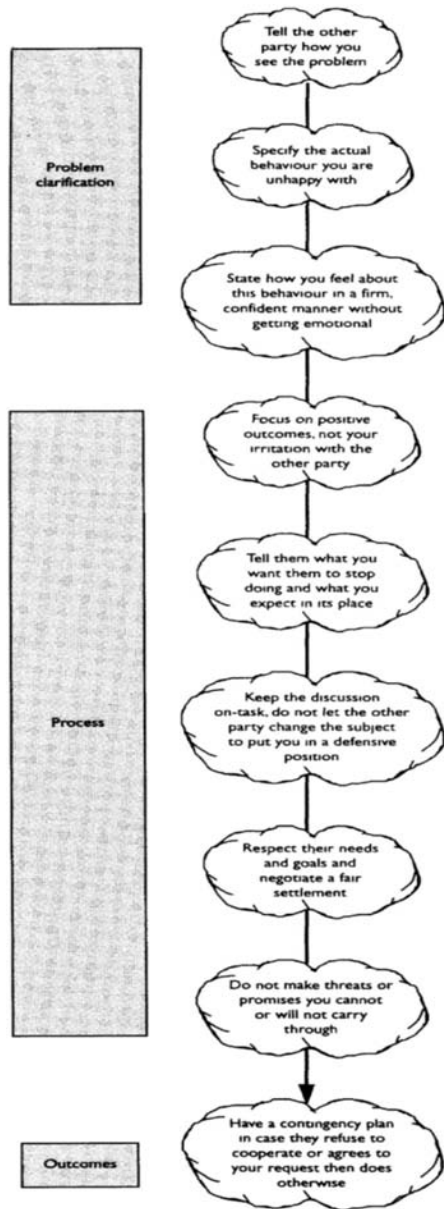 Tell the other
party how you
see the problem
Problem
clarification
Specify the actual
behaviour you are
unhappy with
State how you feel about
this behaviour in a firm,
confident manner without
getting emotional
Focus on positive
outcomes, not your
irritation with the
other party
Tell them what you
want them to stop
doing and what you
expect in its place
Process
Keep the discussion
on-task, do not let the other
party change the subject
to put you in a defensive
position
Respect their needs
and goals and
negotiate a fair
settlement
Do not make threats or
promises you cannot
or will not carry
through
Outcomes
Have a contingency plan
in case they refuse to
cooperate or agrees to
your request then does
otherwise